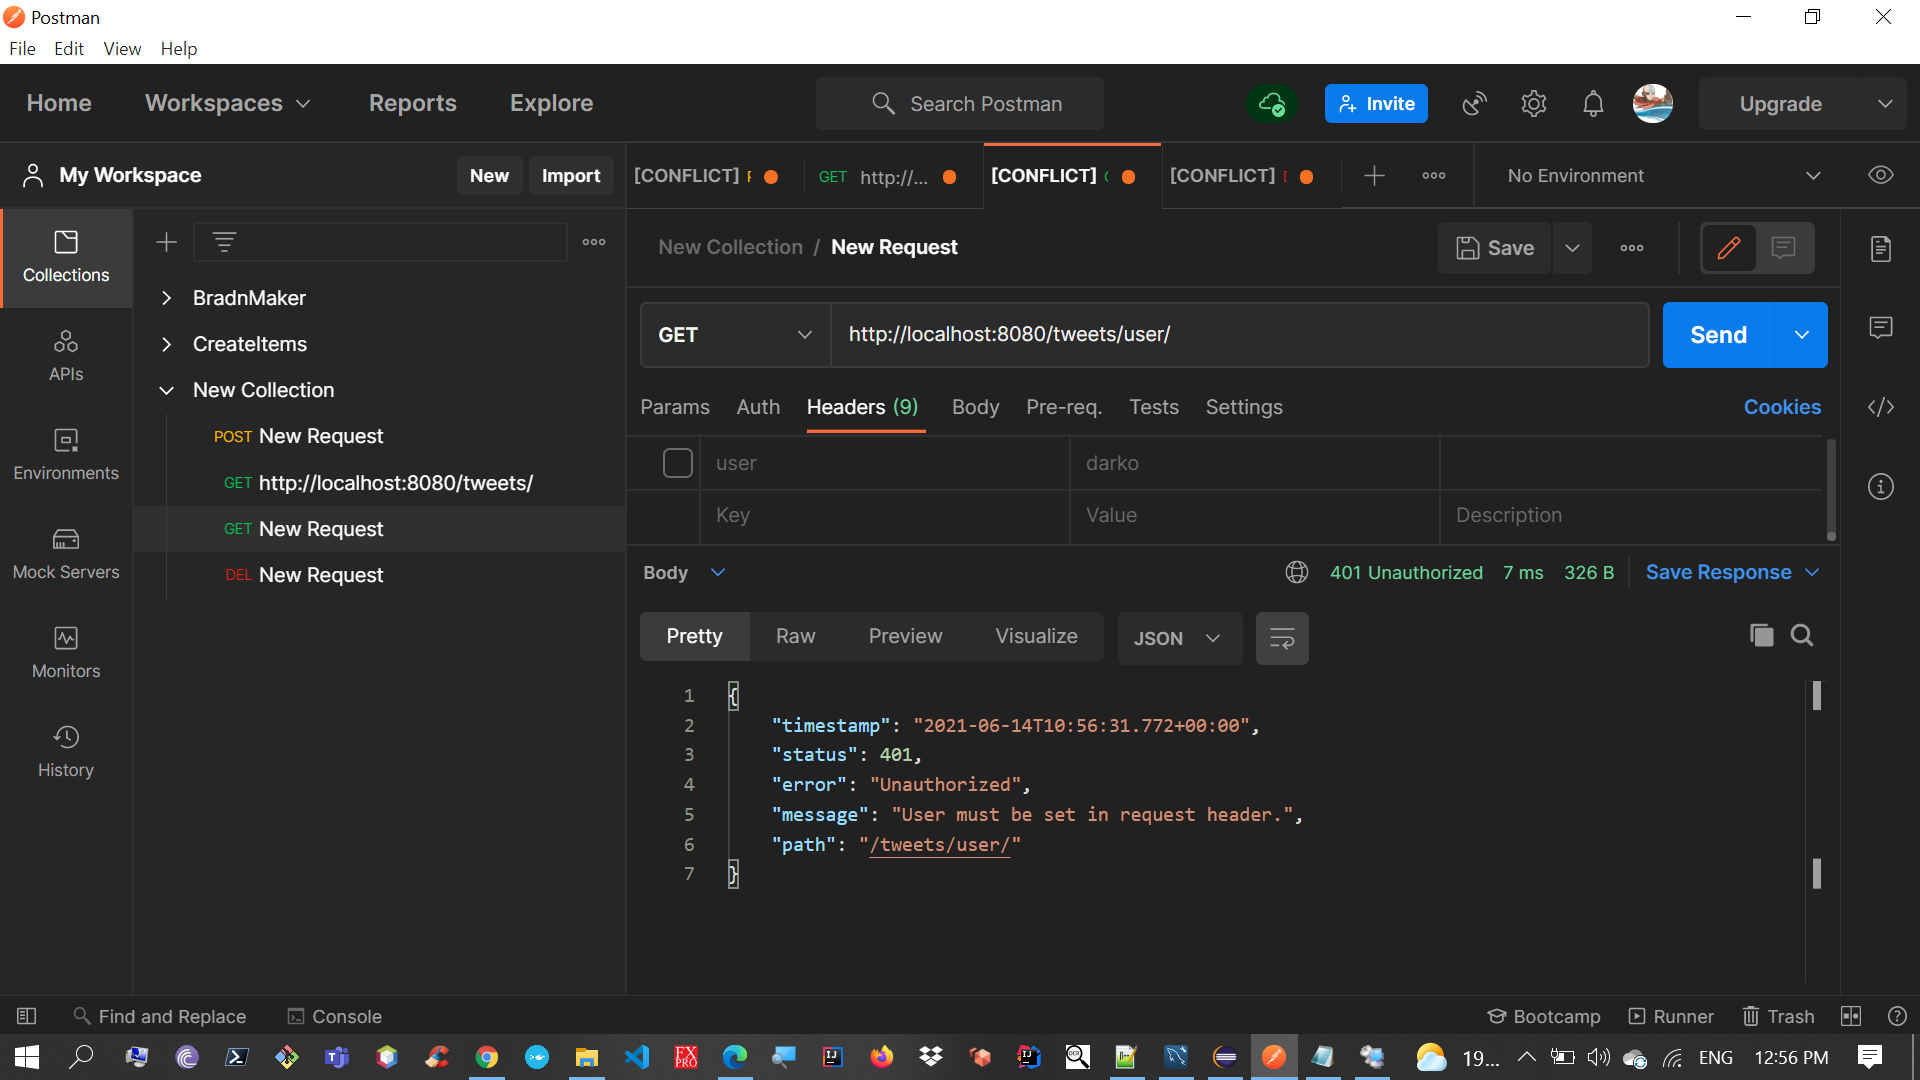 Postman
File Edit View Help
Home Workspaces Reports Explore Search Postman Invite Upgrade
My Workspace New Import [CONFLICT] GET http://... [CONFLICT] [CONFLICT] No Environment
New Collection / New Request Save
Collections
BradnMaker
CreateItems
New Collection
POST New Request
GET http://localhost:8080/tweets/
GET New Request
DEL New Request
APIs
Environments
Mock Servers
Monitors
History
GET http://localhost:8080/tweets/user/ Send
Params Auth Headers (9) Body Pre-req. Tests Settings Cookies
user darko
Key Value Description
Body 401 Unauthorized 7 ms 326 B Save Response
Pretty Raw Preview Visualize JSON
1 {
2 "timestamp": "2021-06-14T10:56:31.772+00:00",
3 "status": 401,
4 "error": "Unauthorized",
5 "message": "User must be set in request header.",
6 "path": "/tweets/user/"
7 }
Find and Replace Console Bootcamp Runner Trash
19... ENG 12:56 PM